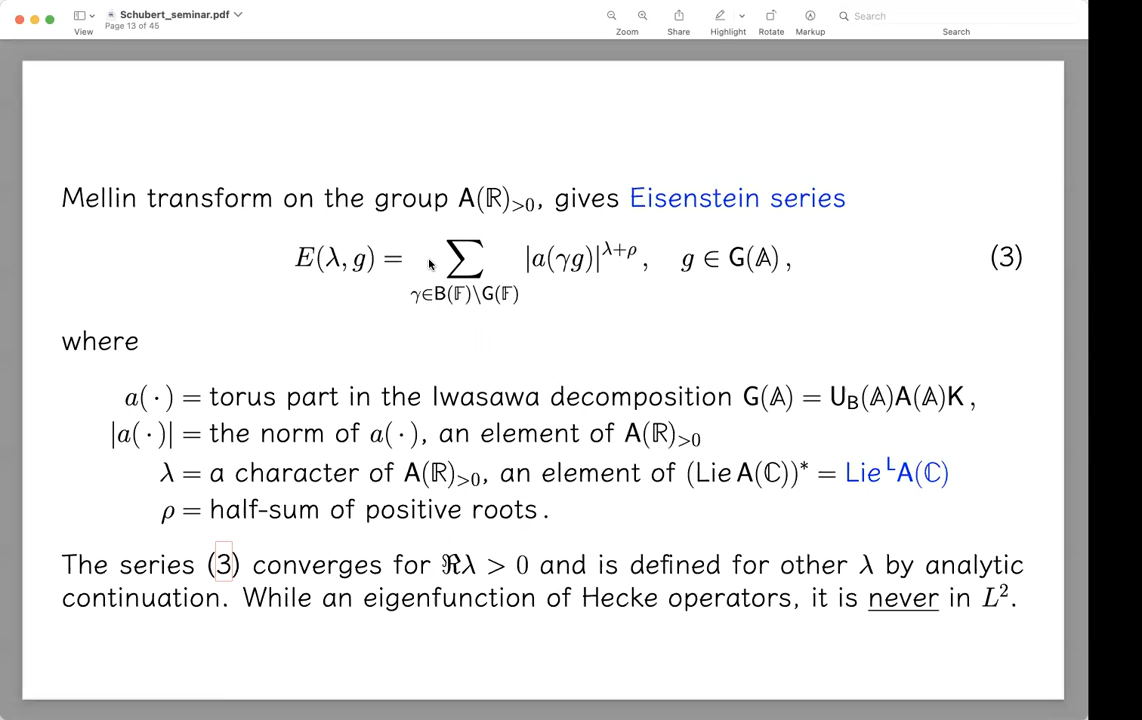 Schubert_seminar.pdf
Page 13 of 45
View
Zoom
Share
Highlight
Rotate
Markup
Search
Search
Mellin transform on the group A(ℝ)>0, gives Eisenstein series
E(λ, g) = ∑ |a(γg)|^{λ+ρ}, g ∈ G(𝔸), (3)
γ∈B(𝔽)\G(𝔽)
where
a(·) = torus part in the Iwasawa decomposition G(𝔸) = U_B(𝔸)A(𝔸)K,
|a(·)| = the norm of a(·), an element of A(ℝ)>0
λ = a character of A(ℝ)>0, an element of (Lie A(ℂ))* = Lie ᴸA(ℂ)
ρ = half-sum of positive roots.
The series (3) converges for ℜλ > 0 and is defined for other λ by analytic
continuation. While an eigenfunction of Hecke operators, it is never in L².